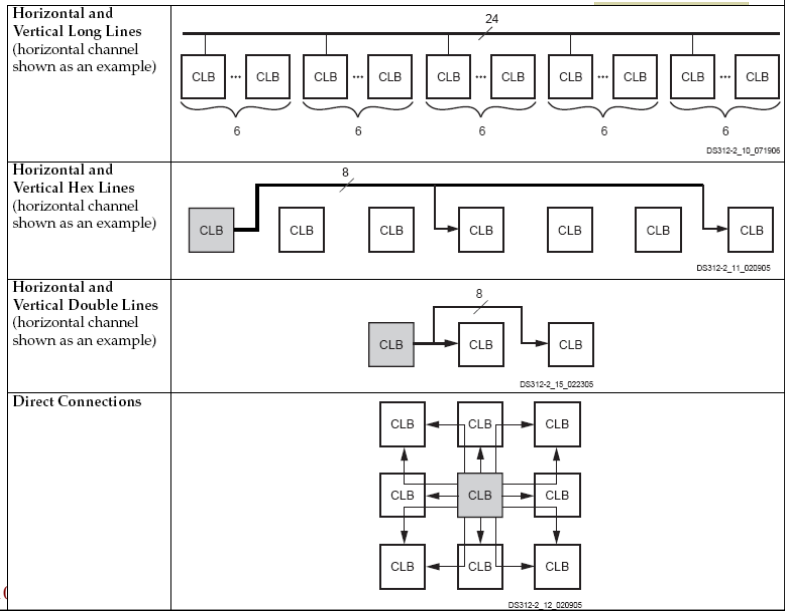 Horizontal and
Vertical Long Lines
(horizontal channel
shown as an example)
24
CLB ... CLB CLB ... CLB CLB ... CLB CLB ... CLB CLB ... CLB
6 6 6 6 6
DS312-2_10_071906
Horizontal and
Vertical Hex Lines
(horizontal channel
shown as an example)
8
CLB CLB CLB CLB CLB CLB CLB
DS312-2_11_020905
Horizontal and
Vertical Double Lines
(horizontal channel
shown as an example)
8
CLB CLB CLB
DS312-2_15_022305
Direct Connections
CLB CLB CLB
CLB CLB CLB
CLB CLB CLB
DS312-2_12_020905